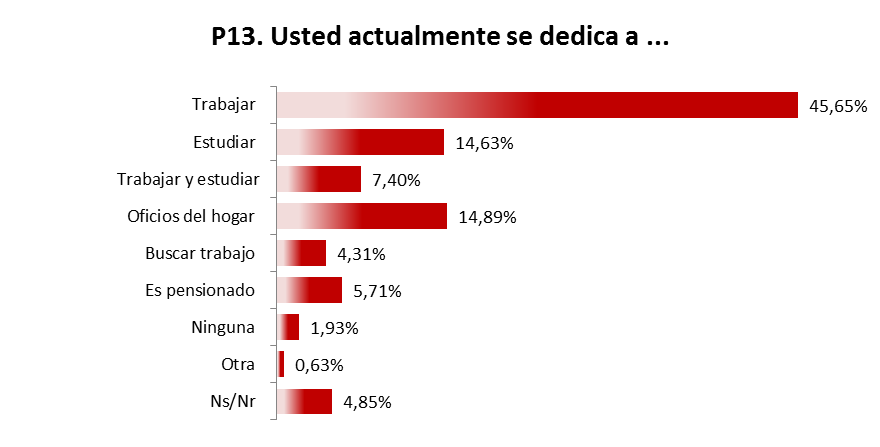 P13. Usted actualmente se dedica a ...
Trabajar 45,65%
Estudiar 14,63%
Trabajar y estudiar 7,40%
Oficios del hogar 14,89%
Buscar trabajo 4,31%
Es pensionado 5,71%
Ninguna 1,93%
Otra 0,63%
Ns/Nr 4,85%